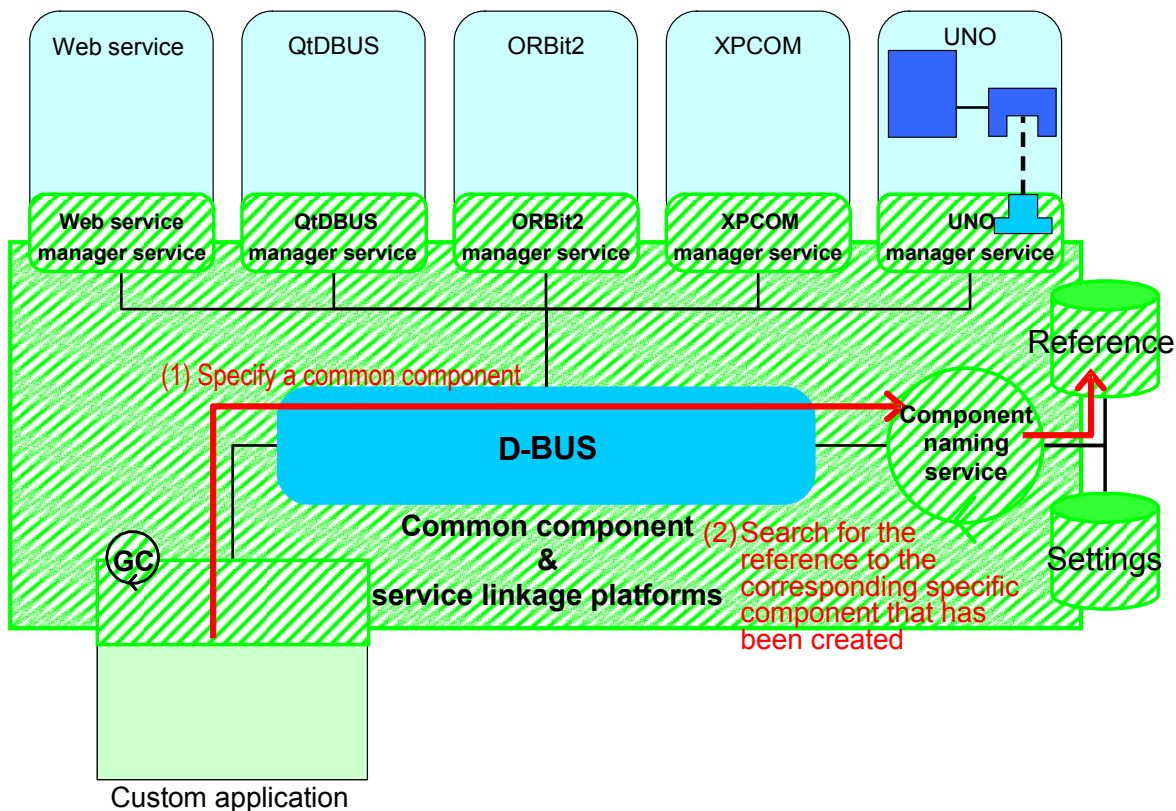 Web service
QtDBUS
ORBit2
XPCOM
UNO
Web service
manager service
QtDBUS
manager service
ORBit2
manager service
XPCOM
manager service
UNO
manager service
Reference
(1) Specify a common component
Component
naming
service
D-BUS
Common component
&
service linkage platforms
(2) Search for the
reference to the
corresponding specific
component that has
been created
Settings
GC
Custom application